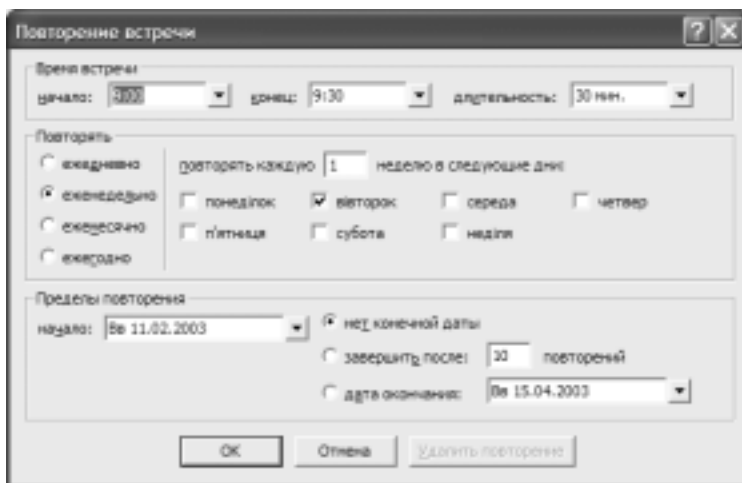 Повторение встречи
Время встречи
начало: 9:00 конец: 9:30 длительность: 30 мин.
Повторять
ежедневно повторять каждую 1 неделю в следующие дни:
еженедельно понеділок вівторок середа четвер
ежемесячно п'ятниця субота неділя
ежегодно
Пределы повторения
начало: Вв 11.02.2003 нет конечной даты
завершить после: 10 повторений
дата окончания: Вв 15.04.2003
OK Отмена Удалить повторение